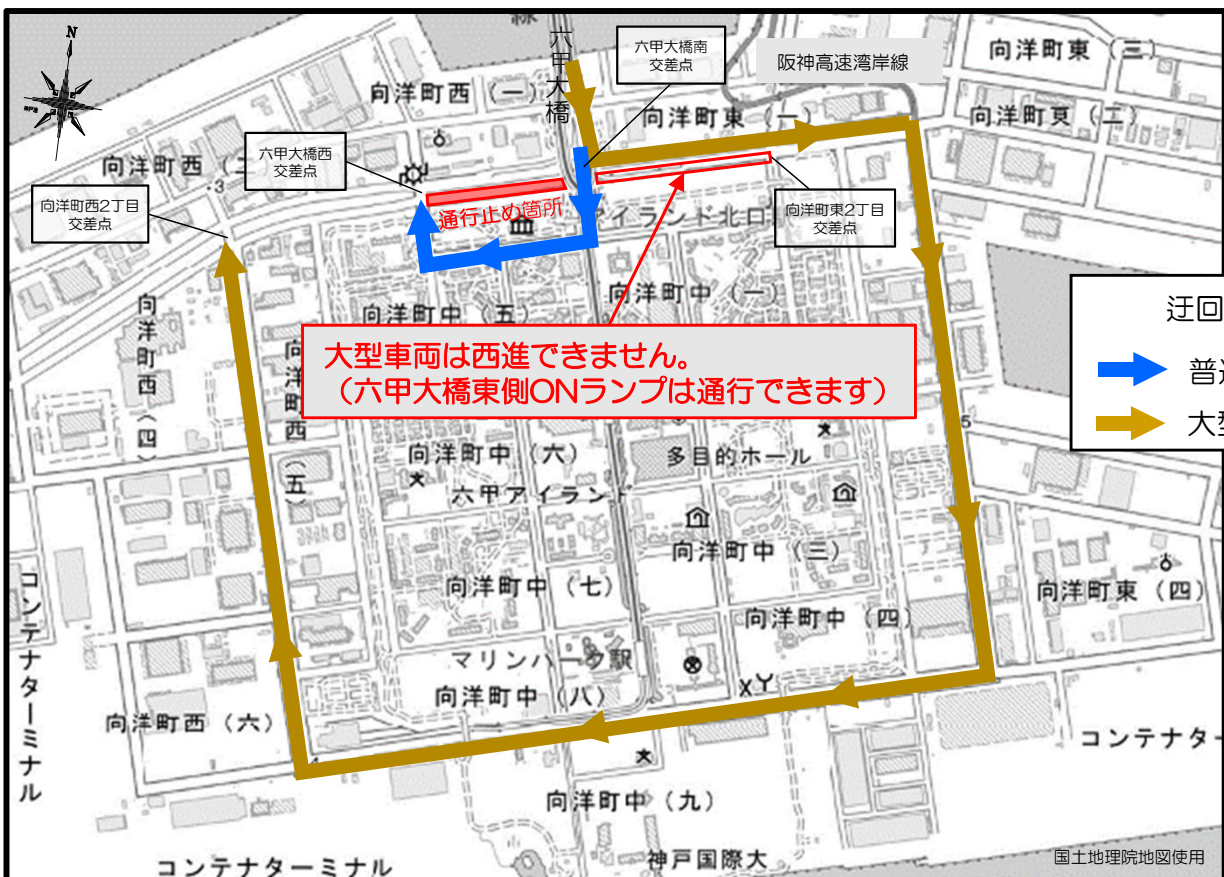 N
線
六甲大橋
六甲大橋南
交差点
阪神高速湾岸線
向洋町東（三）
向洋町西（一）
向洋町東（一）
向洋町東（二）
六甲大橋西
交差点
向洋町西（二
3
向洋町西2丁目
交差点
通行止め箇所
アイランド北口
向洋町東2丁目
交差点
向洋町中（五）
向洋町中（一）
迂回
普通
大型
大型車両は西進できません。
（六甲大橋東側ONランプは通行できます）
向洋町西（四）
向洋町西（五）
5
向洋町中（六）
多目的ホール
六甲アイランド
向洋町中（三）
向洋町中（七）
向洋町東（四）
向洋町中（四）
マリンパーク駅
向洋町中（八）
向洋町西（六）
コンテナターミナル
4
コンテナター
向洋町中（九）
コンテナターミナル
神戸国際大
国土地理院地図使用